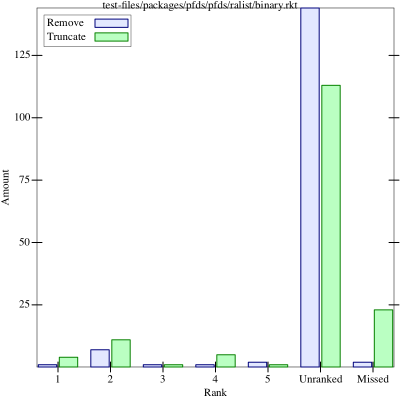 test-files/packages/pfds/pfds/ralist/binary.rkt
Remove
Truncate
125
100
75
50
25
Amount
1 2 3 4 5 Unranked Missed
Rank